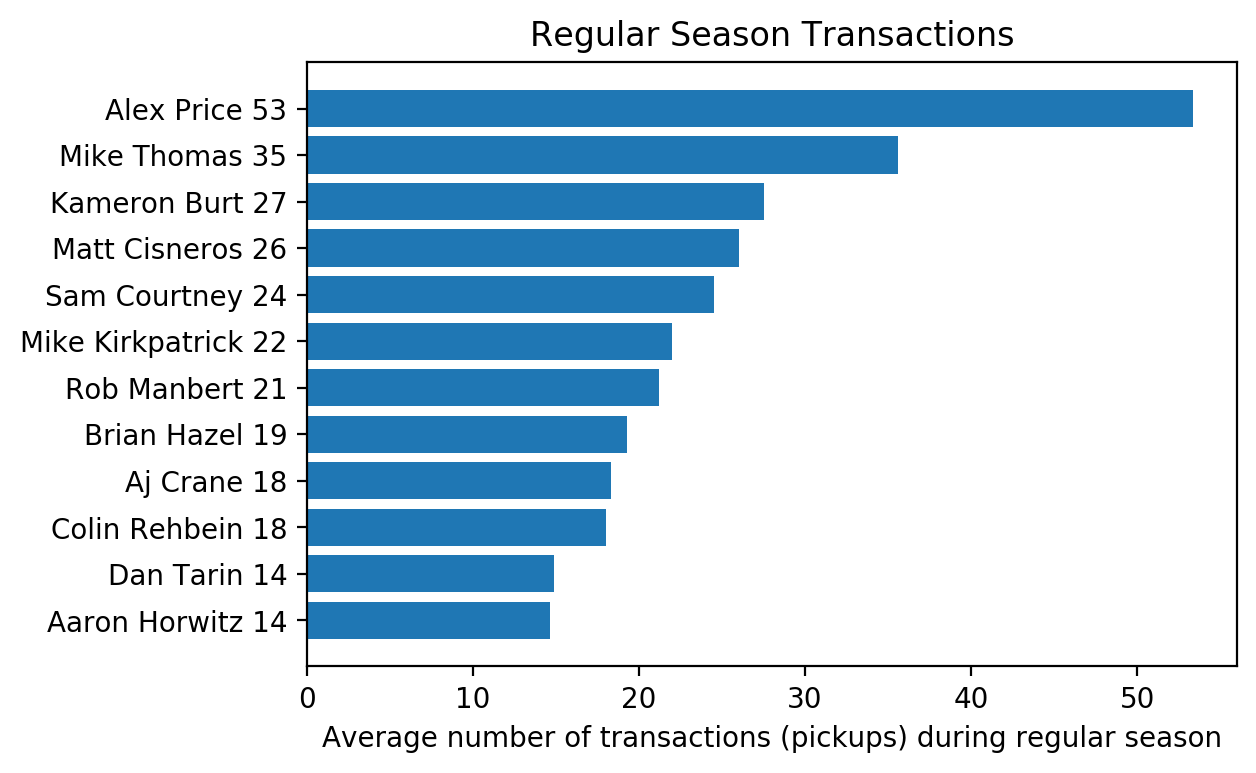 Regular Season Transactions
Alex Price 53
Mike Thomas 35
Kameron Burt 27
Matt Cisneros 26
Sam Courtney 24
Mike Kirkpatrick 22
Rob Manbert 21
Brian Hazel 19
Aj Crane 18
Colin Rehbein 18
Dan Tarin 14
Aaron Horwitz 14
0 10 20 30 40 50
Average number of transactions (pickups) during regular season